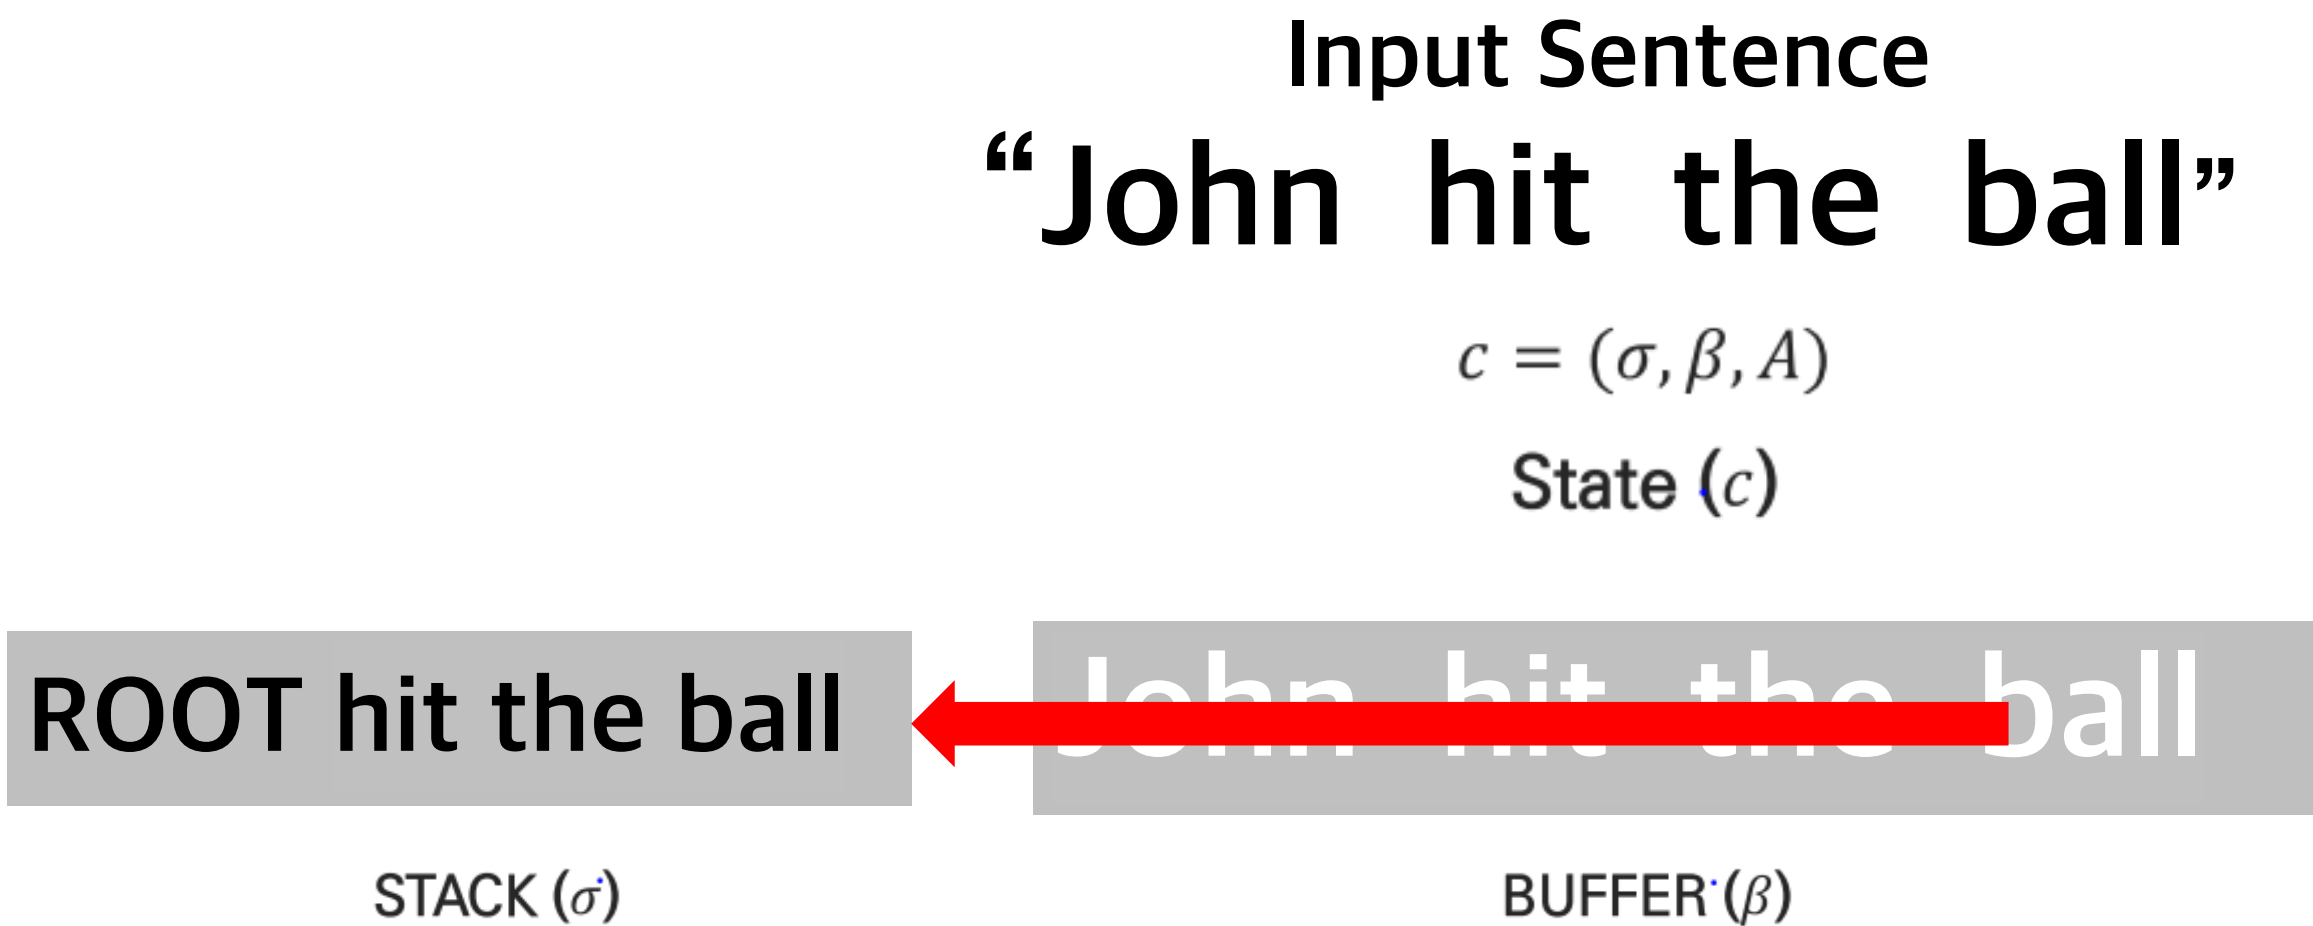 Input Sentence
“John hit the ball”
c = (σ, β, A)
State (c)
ROOT hit the ball
John hit the ball
STACK (σ)
BUFFER (β)